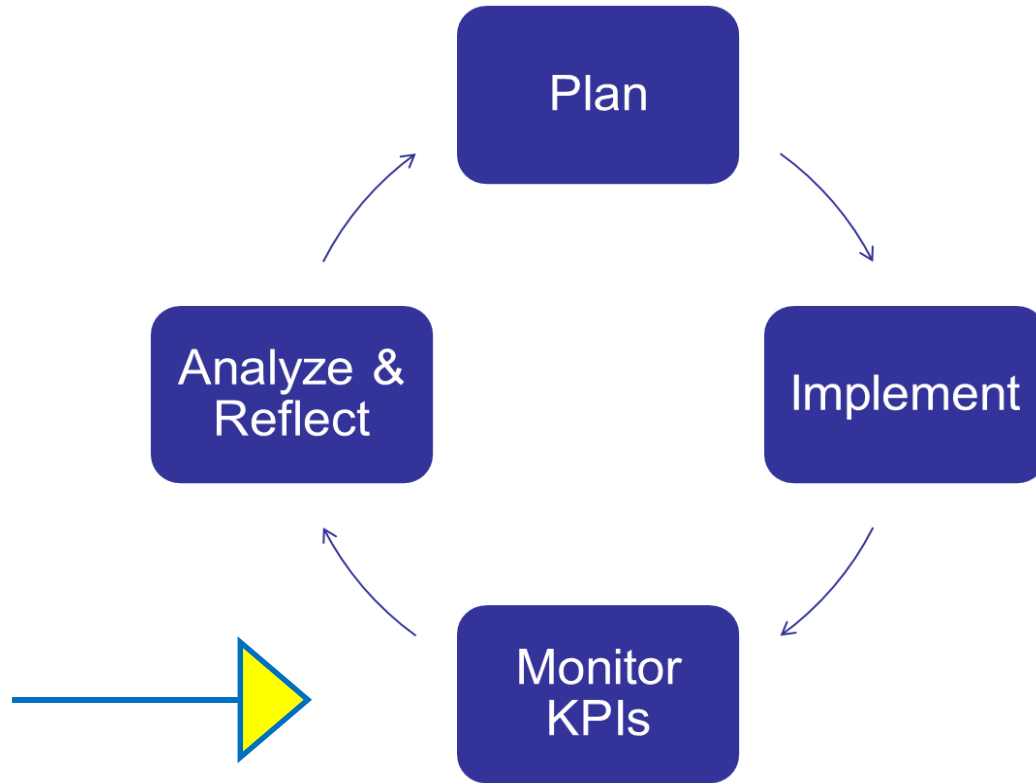 Plan
Analyze &
Reflect
Implement
Monitor
KPIs